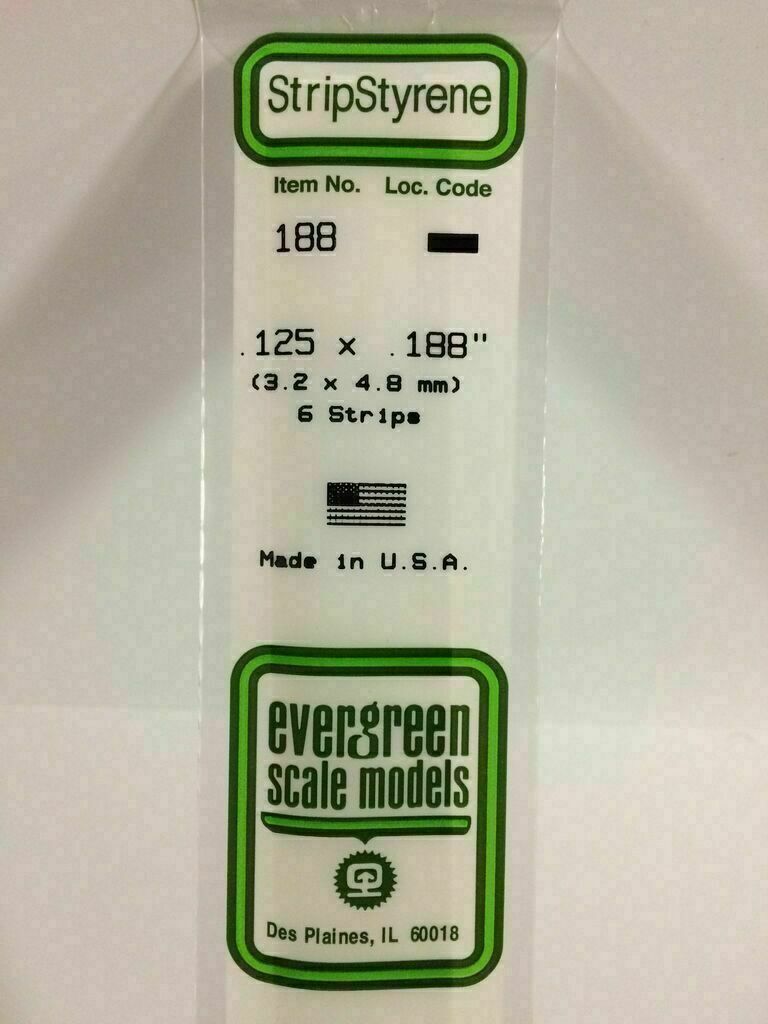 StripStyrene
Item No. Loc. Code
188
.125 x .188"
(3.2 x 4.8 mm)
6 Strips
Made in U.S.A.
evergreen
scale models
Des Plaines, IL 60018